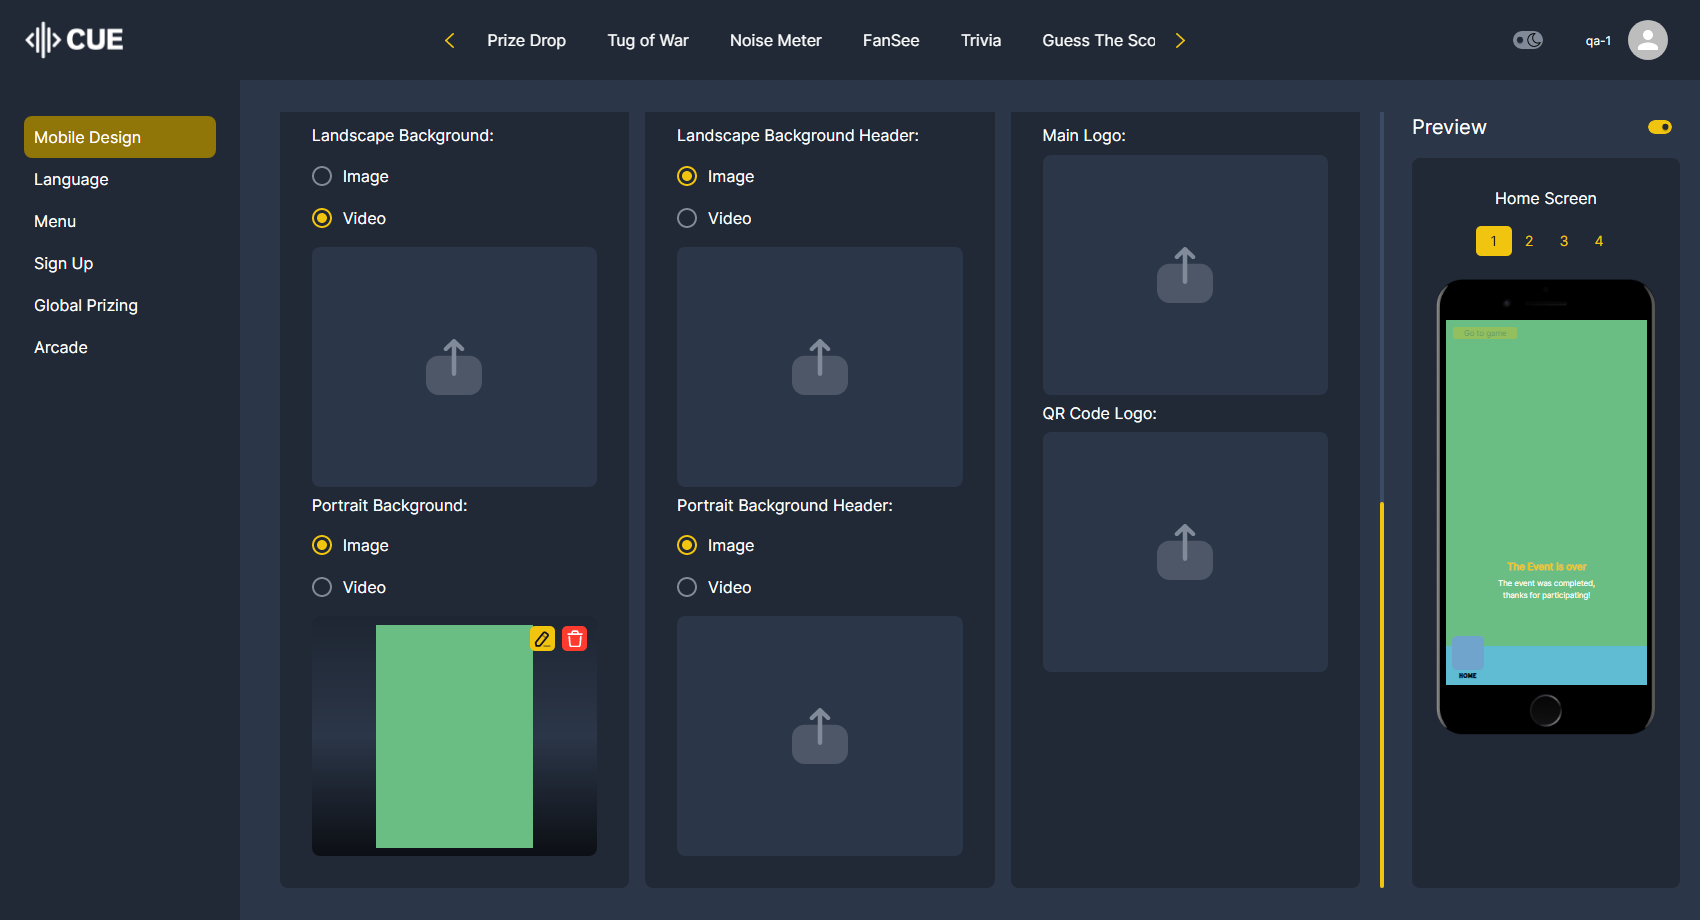 CUE
Prize Drop
Tug of War
Noise Meter
FanSee
Trivia
Guess The Sco
qa-1
Mobile Design
Language
Menu
Sign Up
Global Prizing
Arcade
Landscape Background:
Image
Video
Portrait Background:
Image
Video
Landscape Background Header:
Image
Video
Portrait Background Header:
Image
Video
Main Logo:
QR Code Logo:
Preview
Home Screen
1 2 3 4
Go to game
The Event is over
The event was completed,
thanks for participating!
HOME